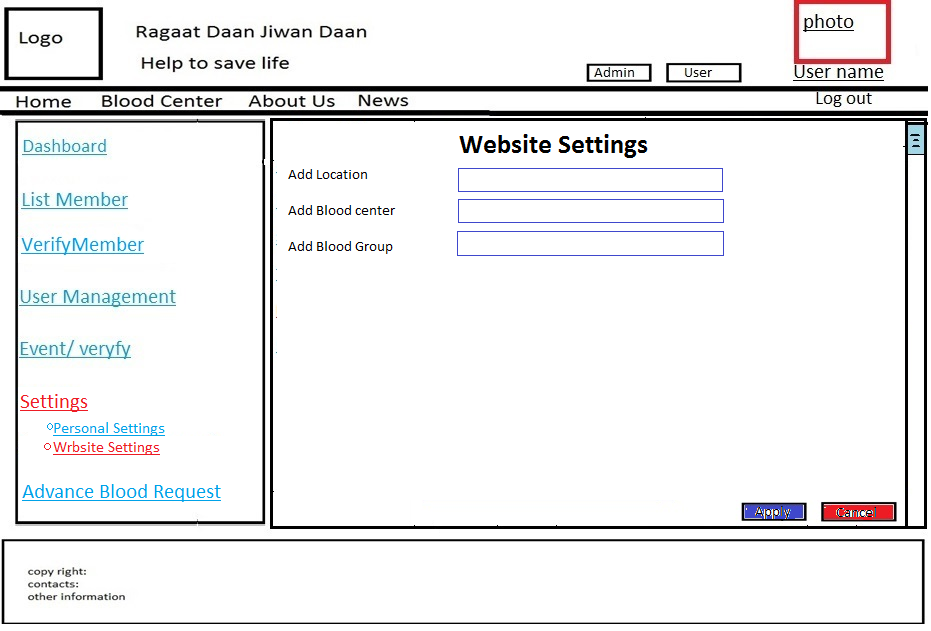 Logo
Ragaat Daan Jiwan Daan
Help to save life
Admin
User
photo
User name
Log out
Home Blood Center About Us News
Dashboard
List Member
VerifyMember
User Management
Event/ veryfy
Settings
Personal Settings
Wrbsite Settings
Advance Blood Request
Website Settings
Add Location
Add Blood center
Add Blood Group
Apply
Cancel
copy right:
contacts:
other information